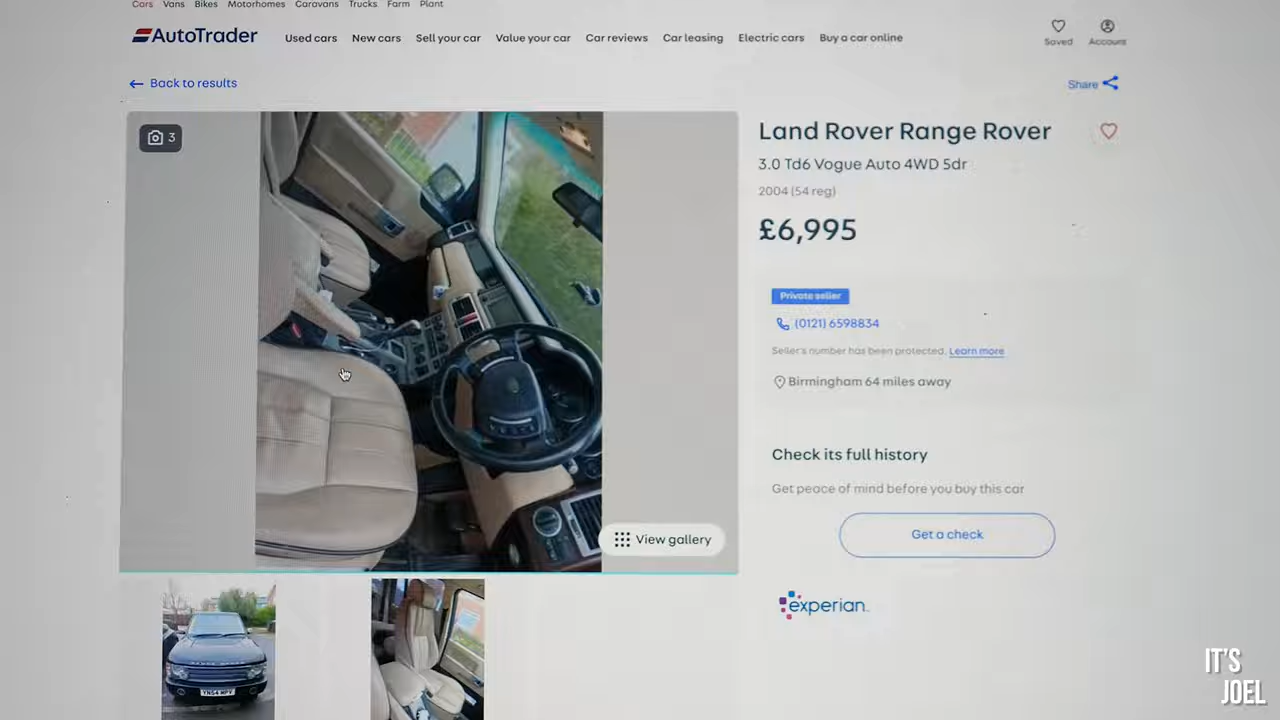 Cars Vans Bikes Motorhomes Caravans Trucks Farm Plant
AutoTrader
Used cars New cars Sell your car Value your car Car reviews Car leasing Electric cars Buy a car online
Saved Account
Back to results
Share
3
Land Rover Range Rover
3.0 Td6 Vogue Auto 4WD 5dr
2004 (54 reg)
£6,995
Private seller
(0121) 6598834
Seller's number has been protected. Learn more
Birmingham 64 miles away
Check its full history
Get peace of mind before you buy this car
Get a check
View gallery
experian.
RANGE ROVER
YN54 MPY
IT'S
JOEL